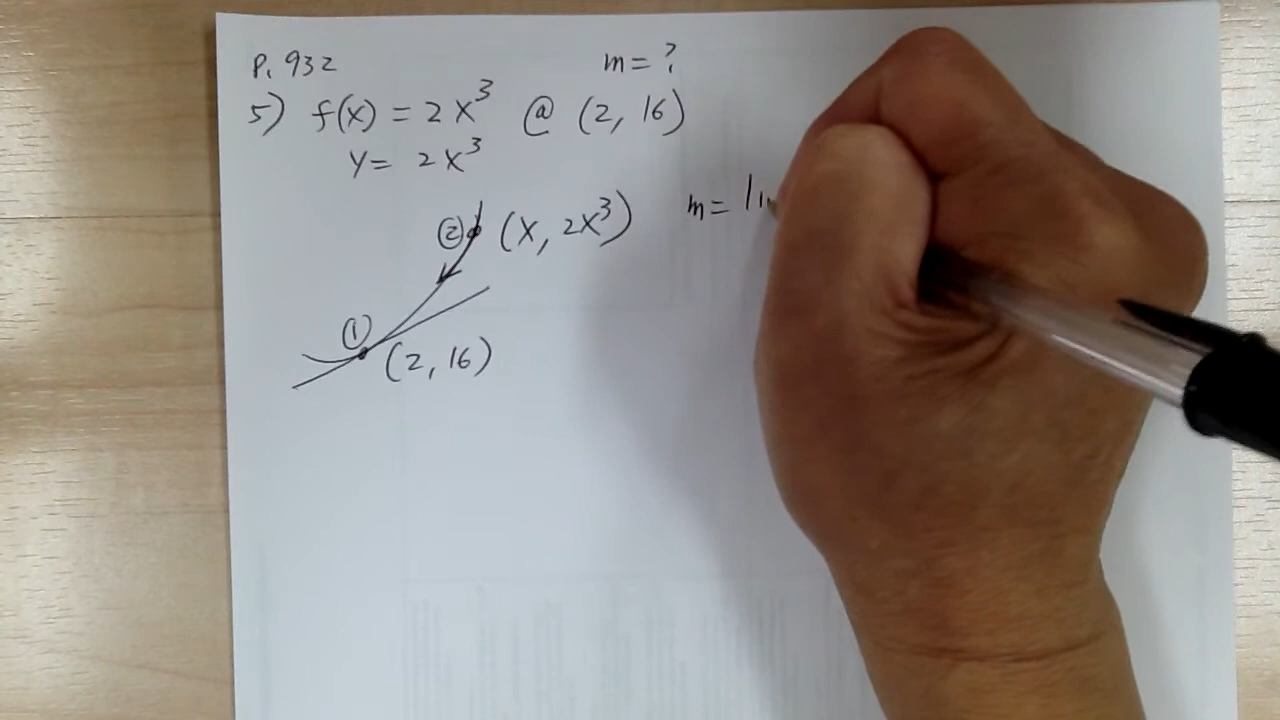 P. 932
m = ?
5) f(x) = 2x³ @ (2, 16)
y = 2x³
② (x, 2x³)
m = li
① (2, 16)